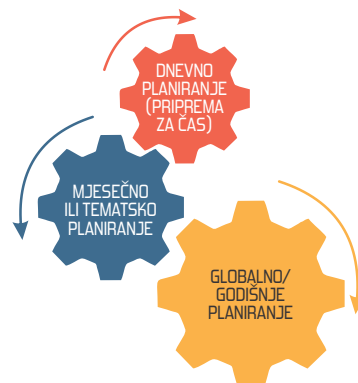 DNEVNO
PLANIRANJE
(PRIPREMA
ZA ČAS)
MJESEČNO
ILI TEMATSKO
PLANIRANJE
GLOBALNO/
GODIŠNJE
PLANIRANJE